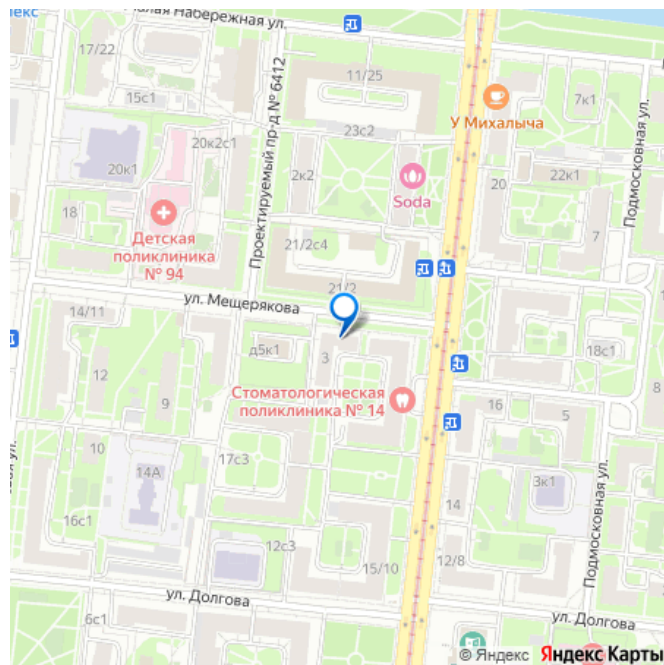 лекс
Малая Набережная ул.
17/22
Проектируемый пр-д № 6412
11/25
У Михалыча
7к1
Подмосковная ул.
15с1
23с2
20к2с1
20к1
2к2
Soda
20
22к1
18
Детская
поликлиника
№ 94
21/2с4
7
21/2
ул. Мещерякова
14/11
д5к1
3
18с1
12
Стоматологическая
поликлиника № 14
9
16
5
10
17с3
14А
3к1
14
16с1
12с3
15/10
12/8
Подмосковная ул.
ул. Долгова
6с1
ул. Долгова
© Яндекс Яндекс Карты